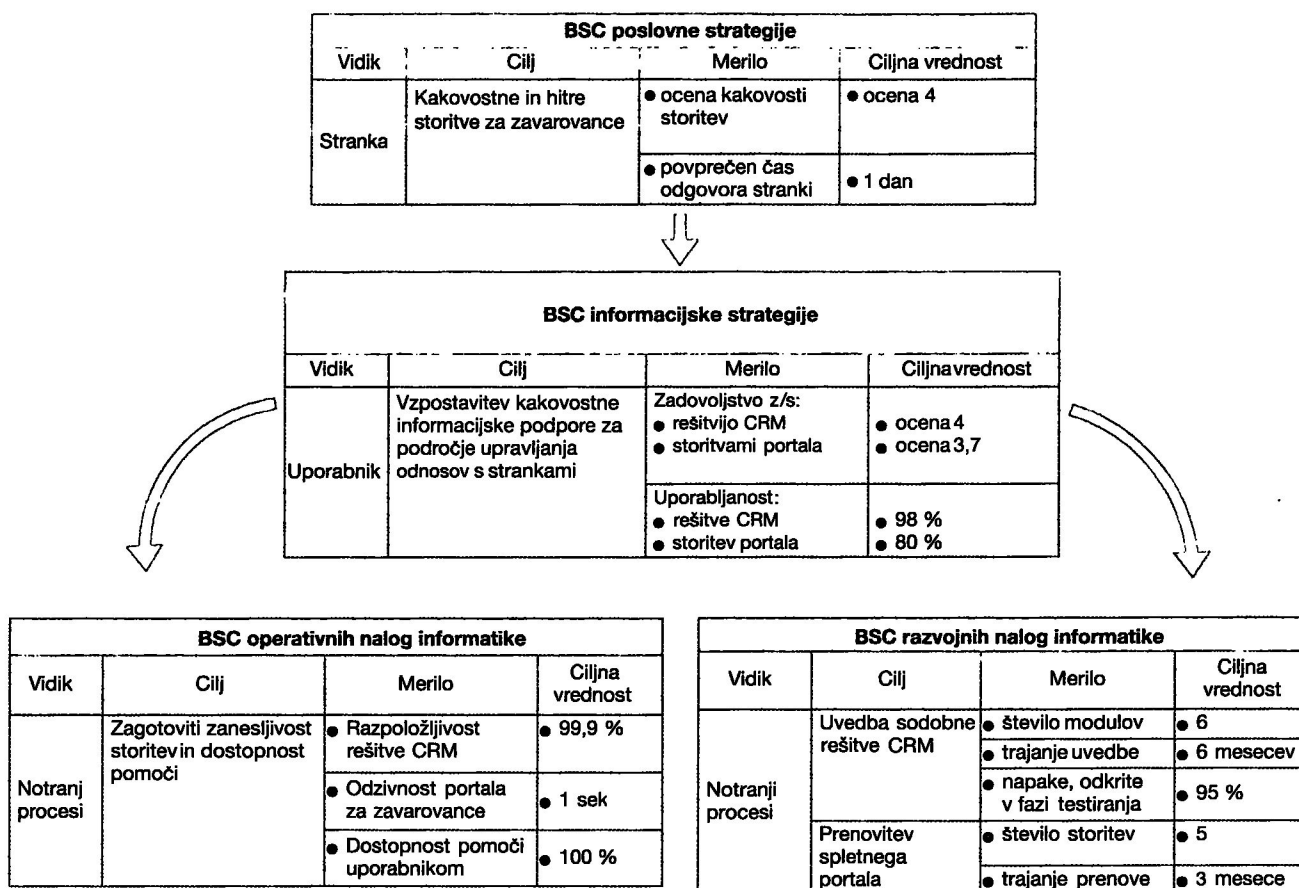 BSC poslovne strategije
Vidik Cilj Merilo Ciljna vrednost
Stranka
Kakovostne in hitre
storitve za zavarovance
● ocena kakovosti
storitev
● ocena 4
● povprečen čas
odgovora stranki
● 1 dan
BSC informacijske strategije
Vidik Cilj Merilo Ciljna vrednost
Uporabnik
Vzpostavitev kakovostne
informacijske podpore za
področje upravljanja
odnosov s strankami
Zadovoljstvo z/s:
● rešitvijo CRM
● storitvami portala
● ocena 4
● ocena 3,7
Uporabljanost:
● rešitve CRM
● storitev portala
● 98 %
● 80 %
BSC operativnih nalog informatike
Vidik Cilj Merilo Ciljna
vrednost
Notranj
procesi
Zagotoviti zanesljivost
storitev in dostopnost
pomoči
● Razpoložljivost
rešitve CRM
● 99,9 %
● Odzivnost portala
za zavarovance
● 1 sek
● Dostopnost pomoči
uporabnikom
● 100 %
BSC razvojnih nalog informatike
Vidik Cilj Merilo Ciljna
vrednost
Notranji
procesi
Uvedba sodobne
rešitve CRM
● število modulov
● 6
● trajanje uvedbe
● 6 mesecev
● napake, odkrite
v fazi testiranja
● 95 %
Prenovitev
spletnega
portala
● število storitev
● 5
● trajanje prenove
● 3 mesece